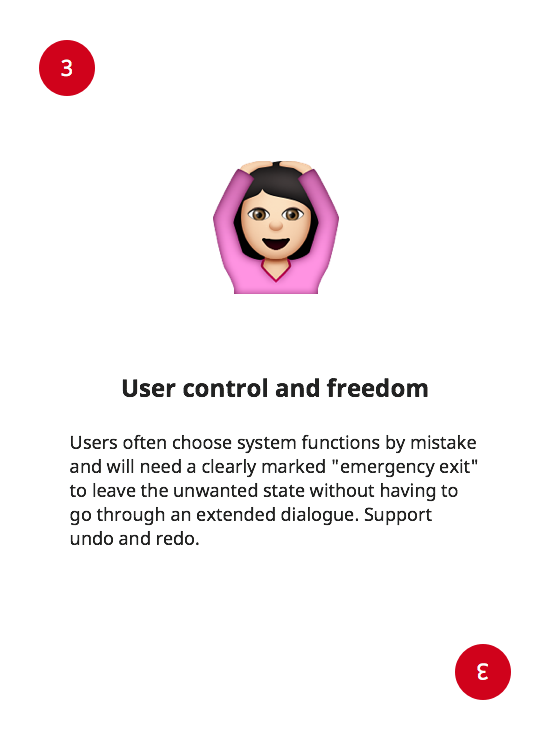 3
User control and freedom
Users often choose system functions by mistake
and will need a clearly marked "emergency exit"
to leave the unwanted state without having to
go through an extended dialogue. Support
undo and redo.
3